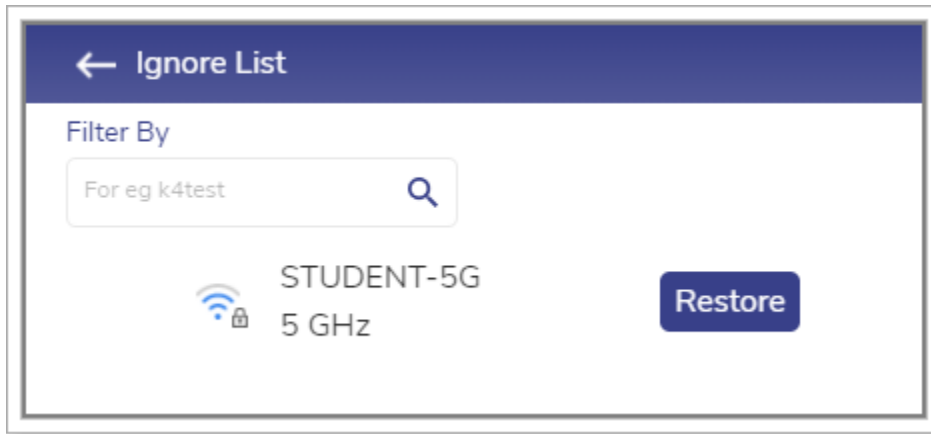 Ignore List
Filter By
For eg k4test
STUDENT-5G
5 GHz
Restore